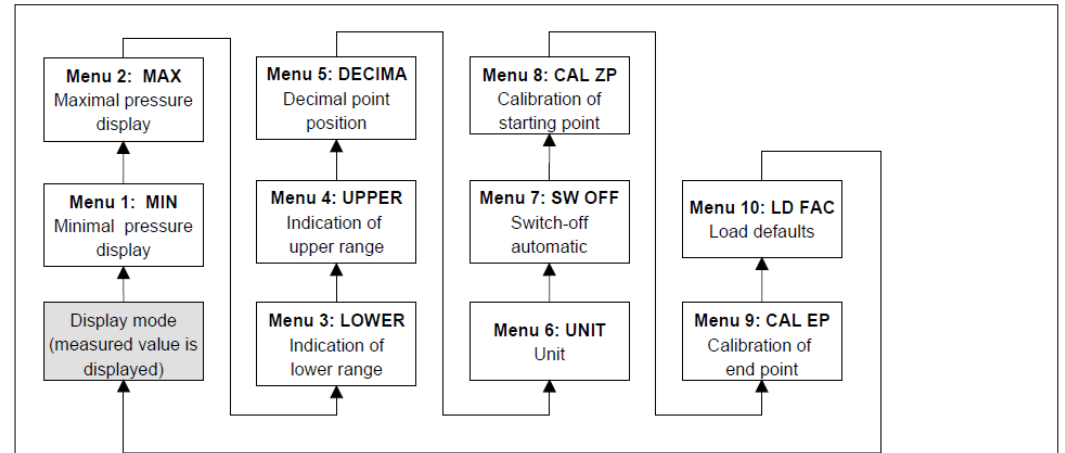 Menu 2: MAX
Maximal pressure
display
Menu 1: MIN
Minimal pressure
display
Display mode
(measured value is
displayed)
Menu 5: DECIMA
Decimal point
position
Menu 4: UPPER
Indication of
upper range
Menu 3: LOWER
Indication of
lower range
Menu 8: CAL ZP
Calibration of
starting point
Menu 7: SW OFF
Switch-off
automatic
Menu 6: UNIT
Unit
Menu 10: LD FAC
Load defaults
Menu 9: CAL EP
Calibration of
end point